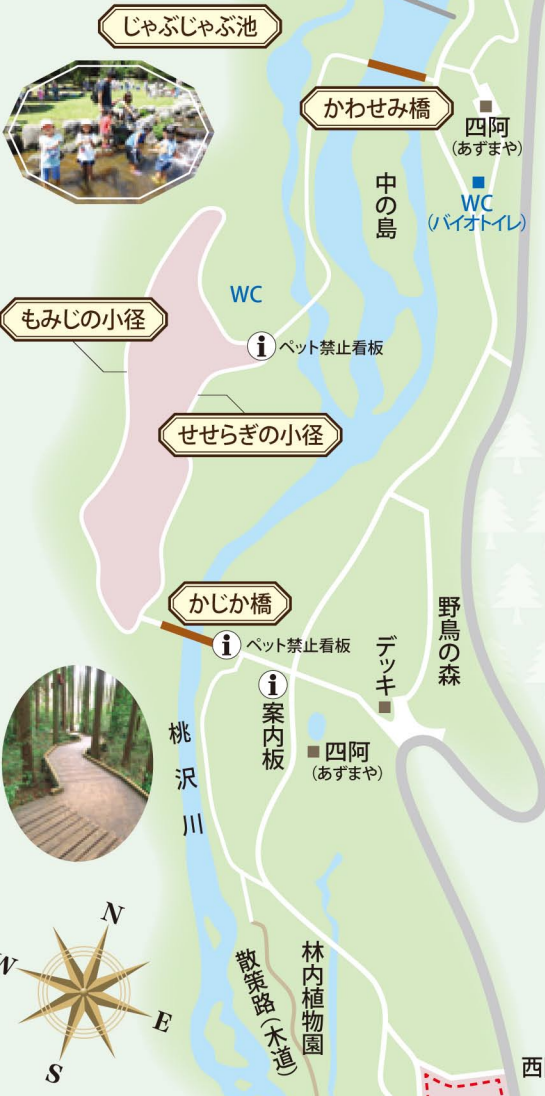 じゃぶじゃぶ池
かわせみ橋
四阿
(あずまや)
中の島
WC
(バイオトイレ)
WC
もみじの小径
i ペット禁止看板
せせらぎの小径
かじか橋
i ペット禁止看板
野鳥の森
デッキ
i
案内板
四阿
(あずまや)
桃沢川
N
W
E
S
散策路(木道)
林内植物園
西